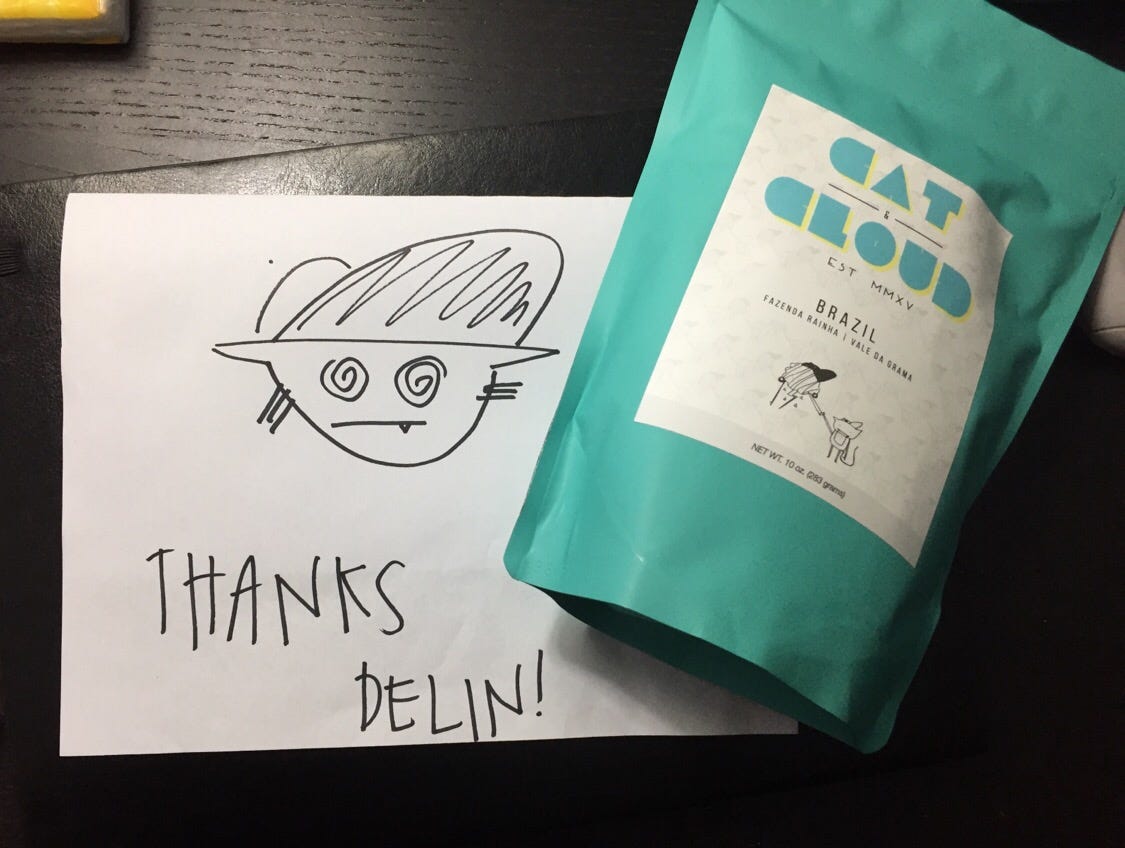 THANKS
DELIN!
CAT
&
CLOUD
EST MMXV
BRAZIL
FAZENDA RAINHA | VALE DA GRAMA
NET WT. 10 oz. (283 grams)